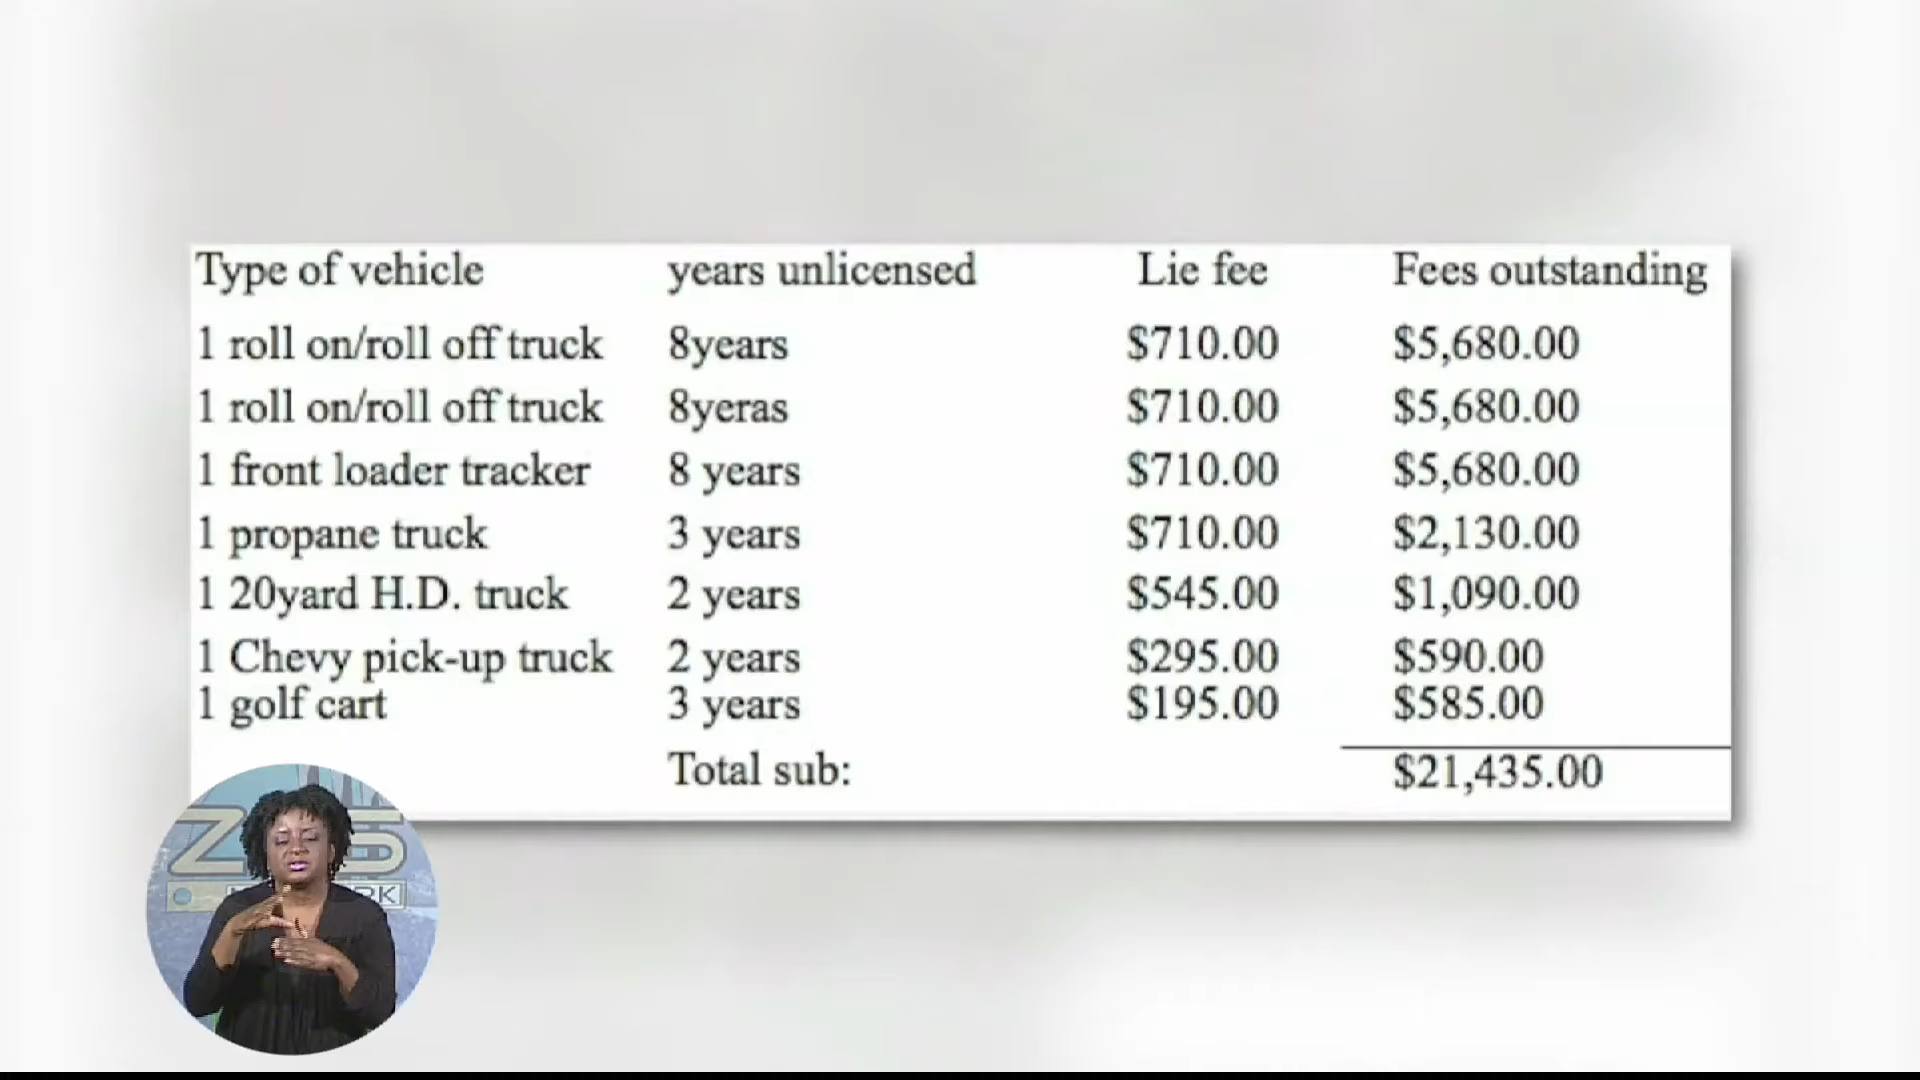 Type of vehicle years unlicensed Lie fee Fees outstanding
1 roll on/roll off truck 8years $710.00 $5,680.00
1 roll on/roll off truck 8yeras $710.00 $5,680.00
1 front loader tracker 8 years $710.00 $5,680.00
1 propane truck 3 years $710.00 $2,130.00
1 20yard H.D. truck 2 years $545.00 $1,090.00
1 Chevy pick-up truck 2 years $295.00 $590.00
1 golf cart 3 years $195.00 $585.00
Total sub: $21,435.00